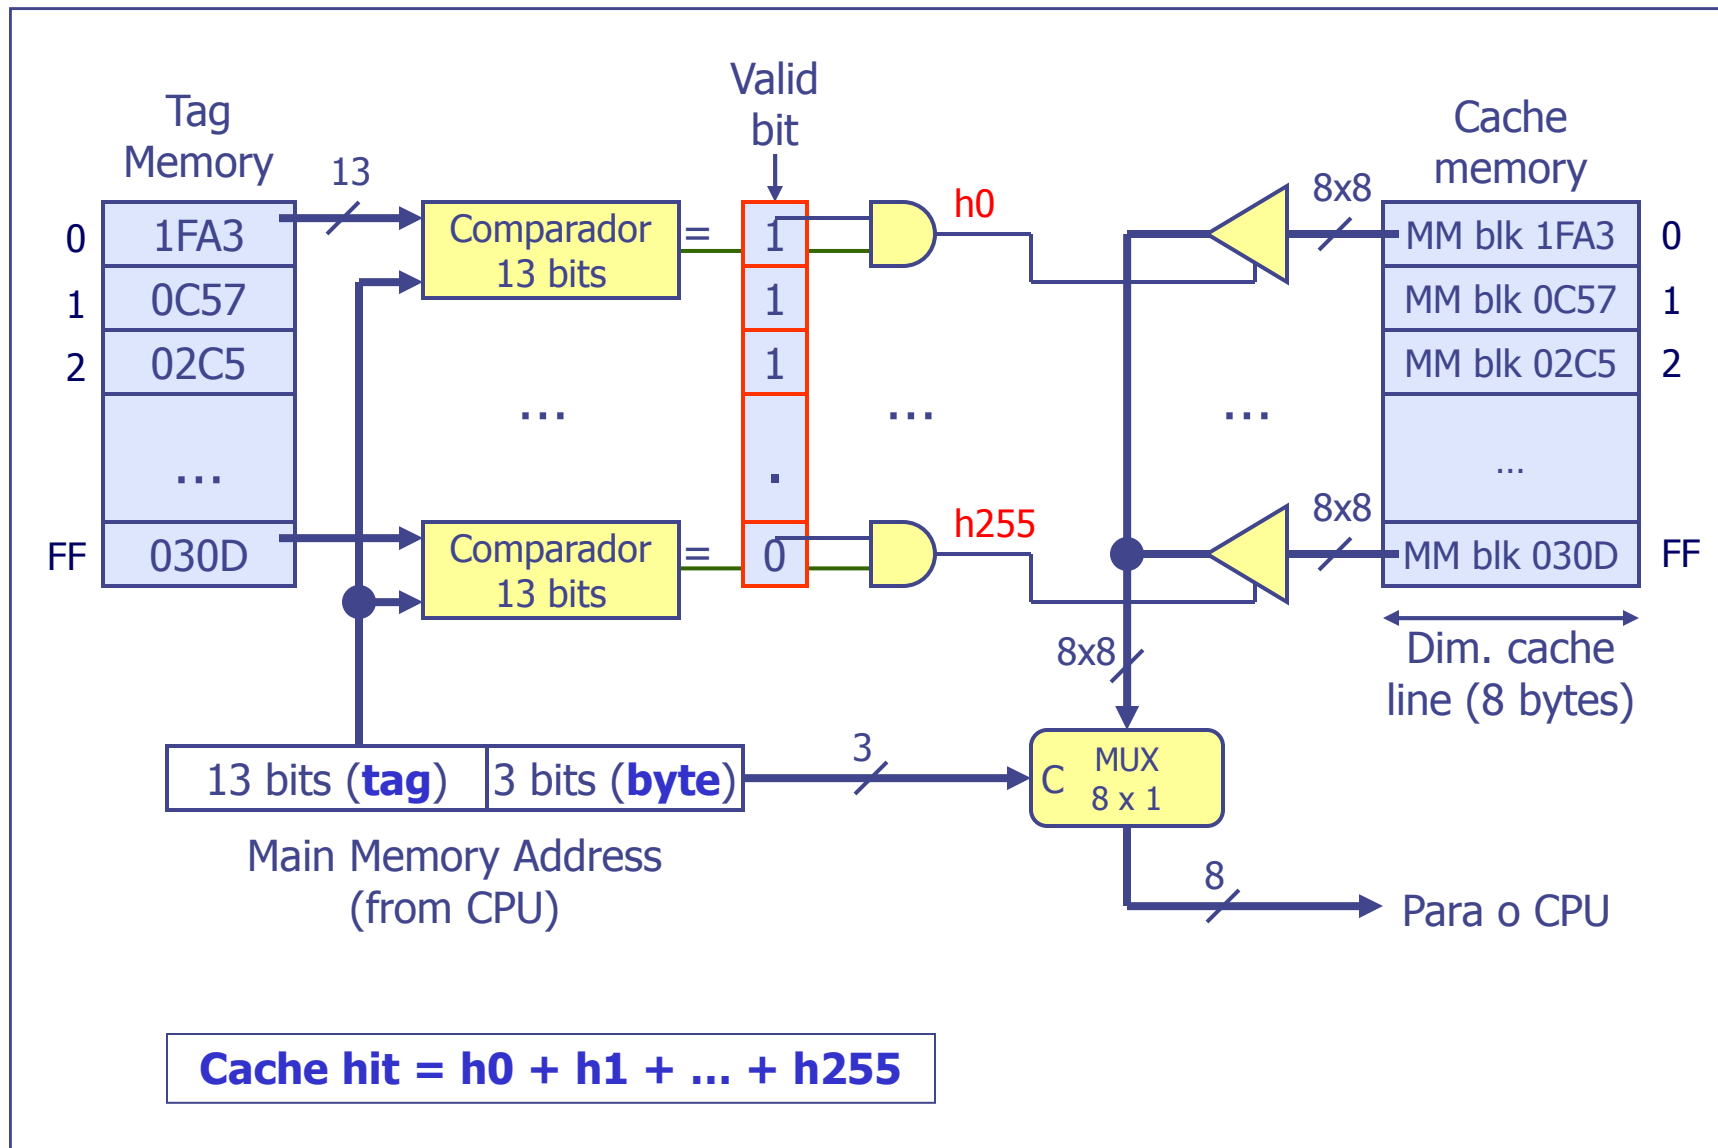 Valid
bit
Tag
Memory
Cache
memory
13
8x8
h0
0
1FA3
Comparador
13 bits
=
1
MM blk 1FA3
0
1
0C57
1
MM blk 0C57
1
2
02C5
1
MM blk 02C5
2
...
...
...
...
.
...
8x8
h255
FF
030D
Comparador
13 bits
=
0
MM blk 030D
FF
8x8
Dim. cache
line (8 bytes)
13 bits (tag)
3 bits (byte)
3
C
MUX
8 x 1
Main Memory Address
(from CPU)
8
Para o CPU
Cache hit = h0 + h1 + ... + h255